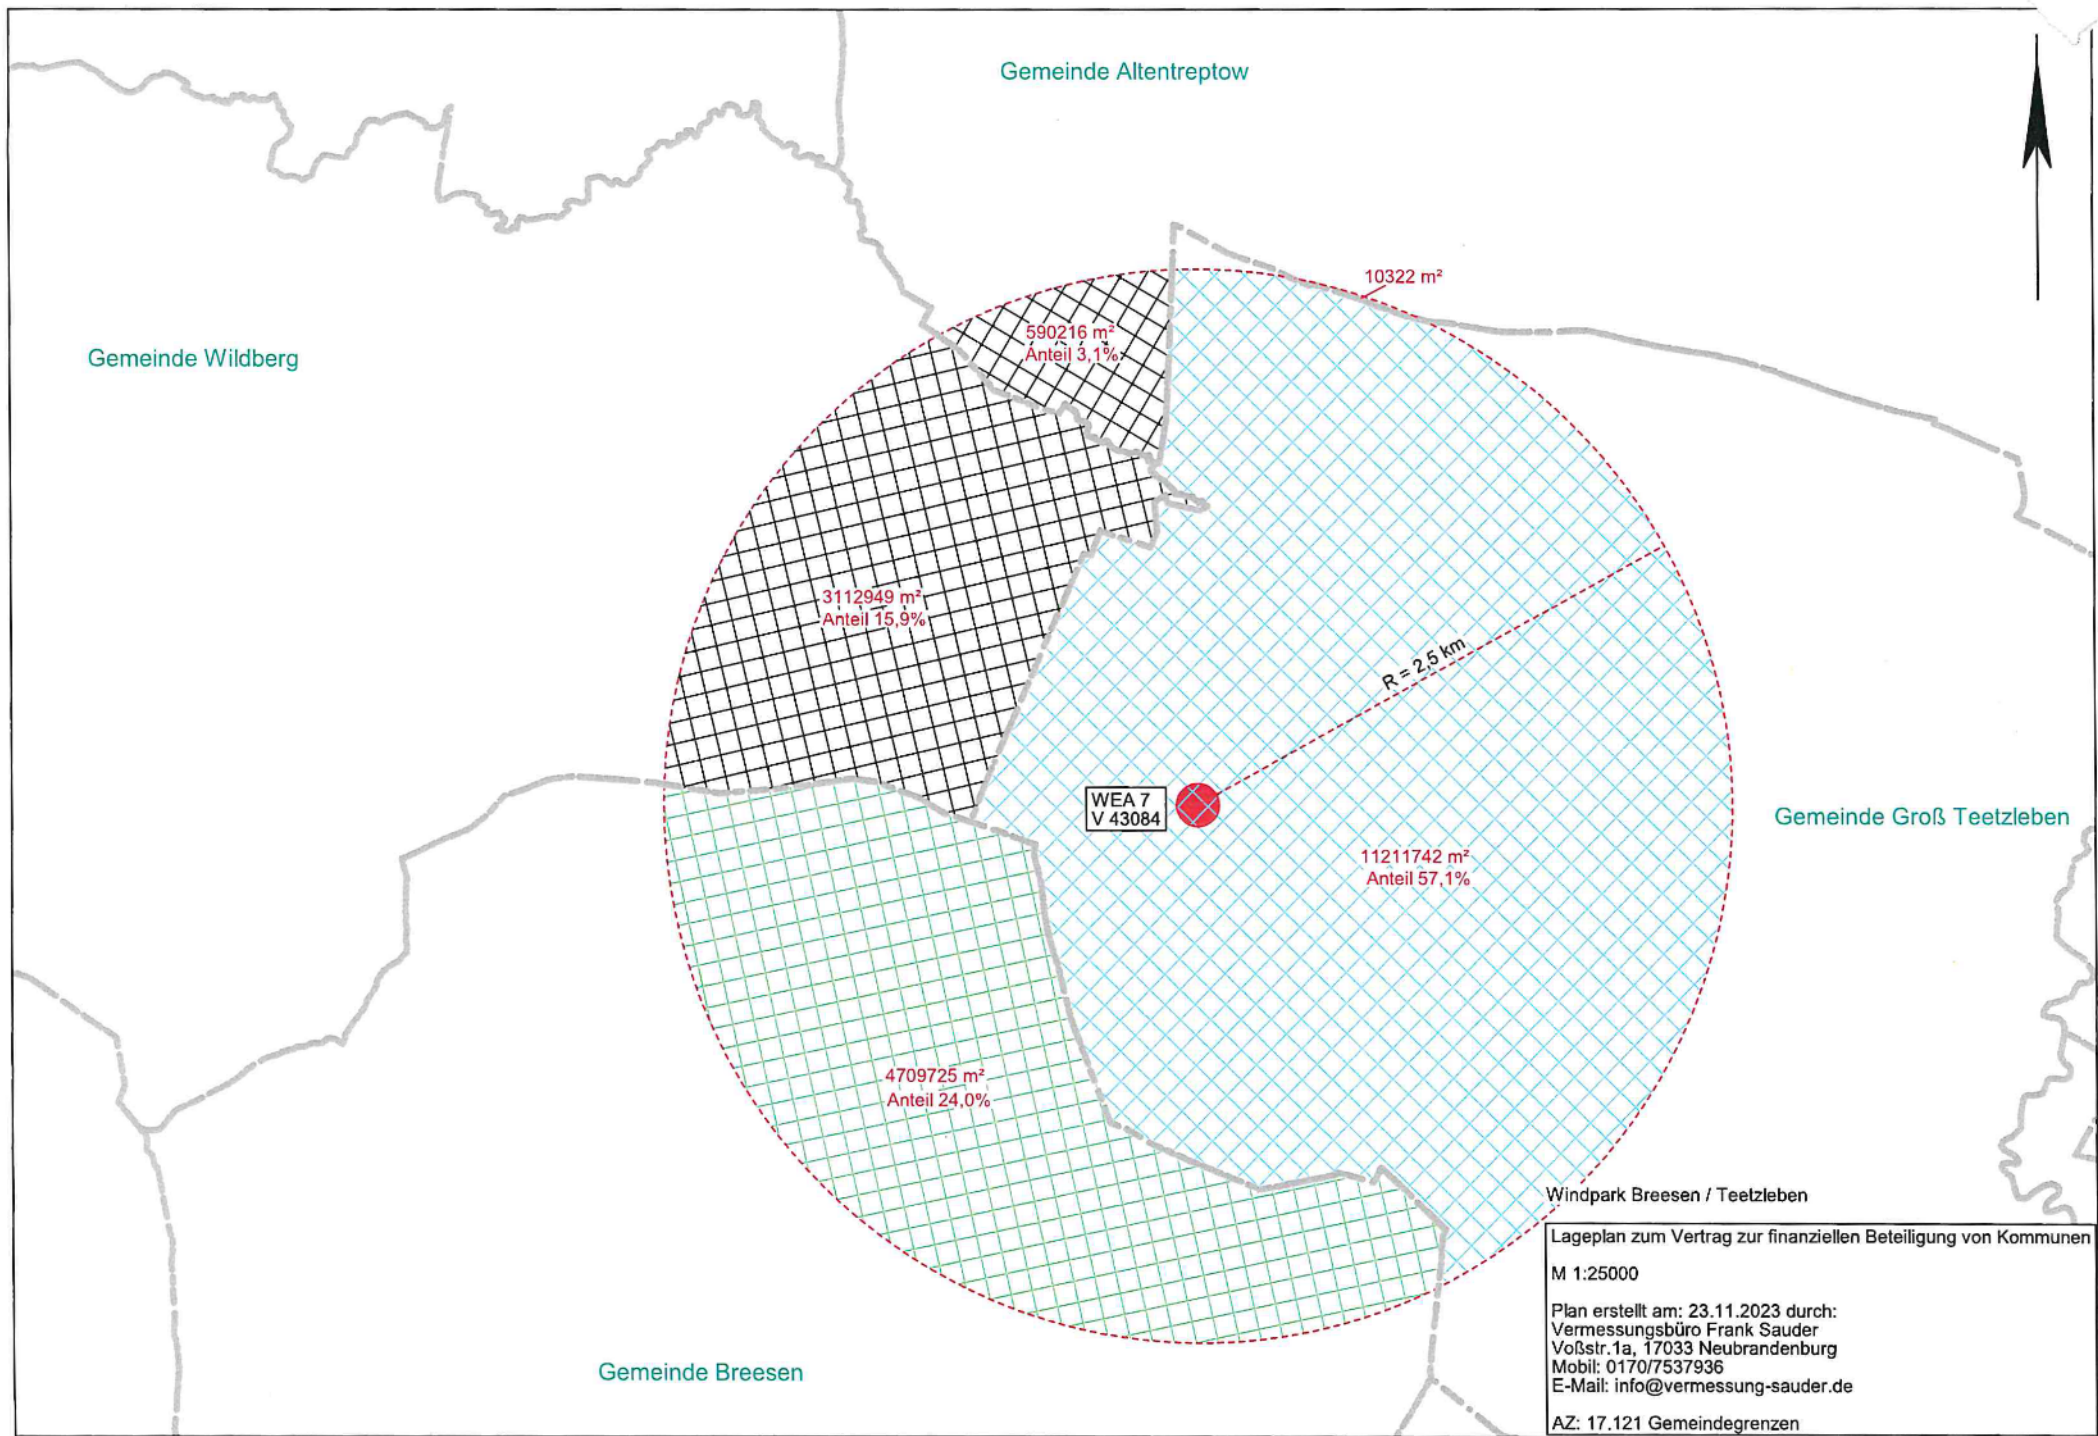 Gemeinde Altentreptow
10322 m²
590216 m²
Anteil 3,1%
Gemeinde Wildberg
3112949 m²
Anteil 15,9%
R = 2,5 km
WEA 7
V 43084
Gemeinde Groß Teetzleben
11211742 m²
Anteil 57,1%
4709725 m²
Anteil 24,0%
Gemeinde Breesen
Windpark Breesen / Teetzleben
Lageplan zum Vertrag zur finanziellen Beteiligung von Kommunen
M 1:25000
Plan erstellt am: 23.11.2023 durch:
Vermessungsbüro Frank Sauder
Voßstr.1a, 17033 Neubrandenburg
Mobil: 0170/7537936
E-Mail: info@vermessung-sauder.de
AZ: 17.121 Gemeindegrenzen